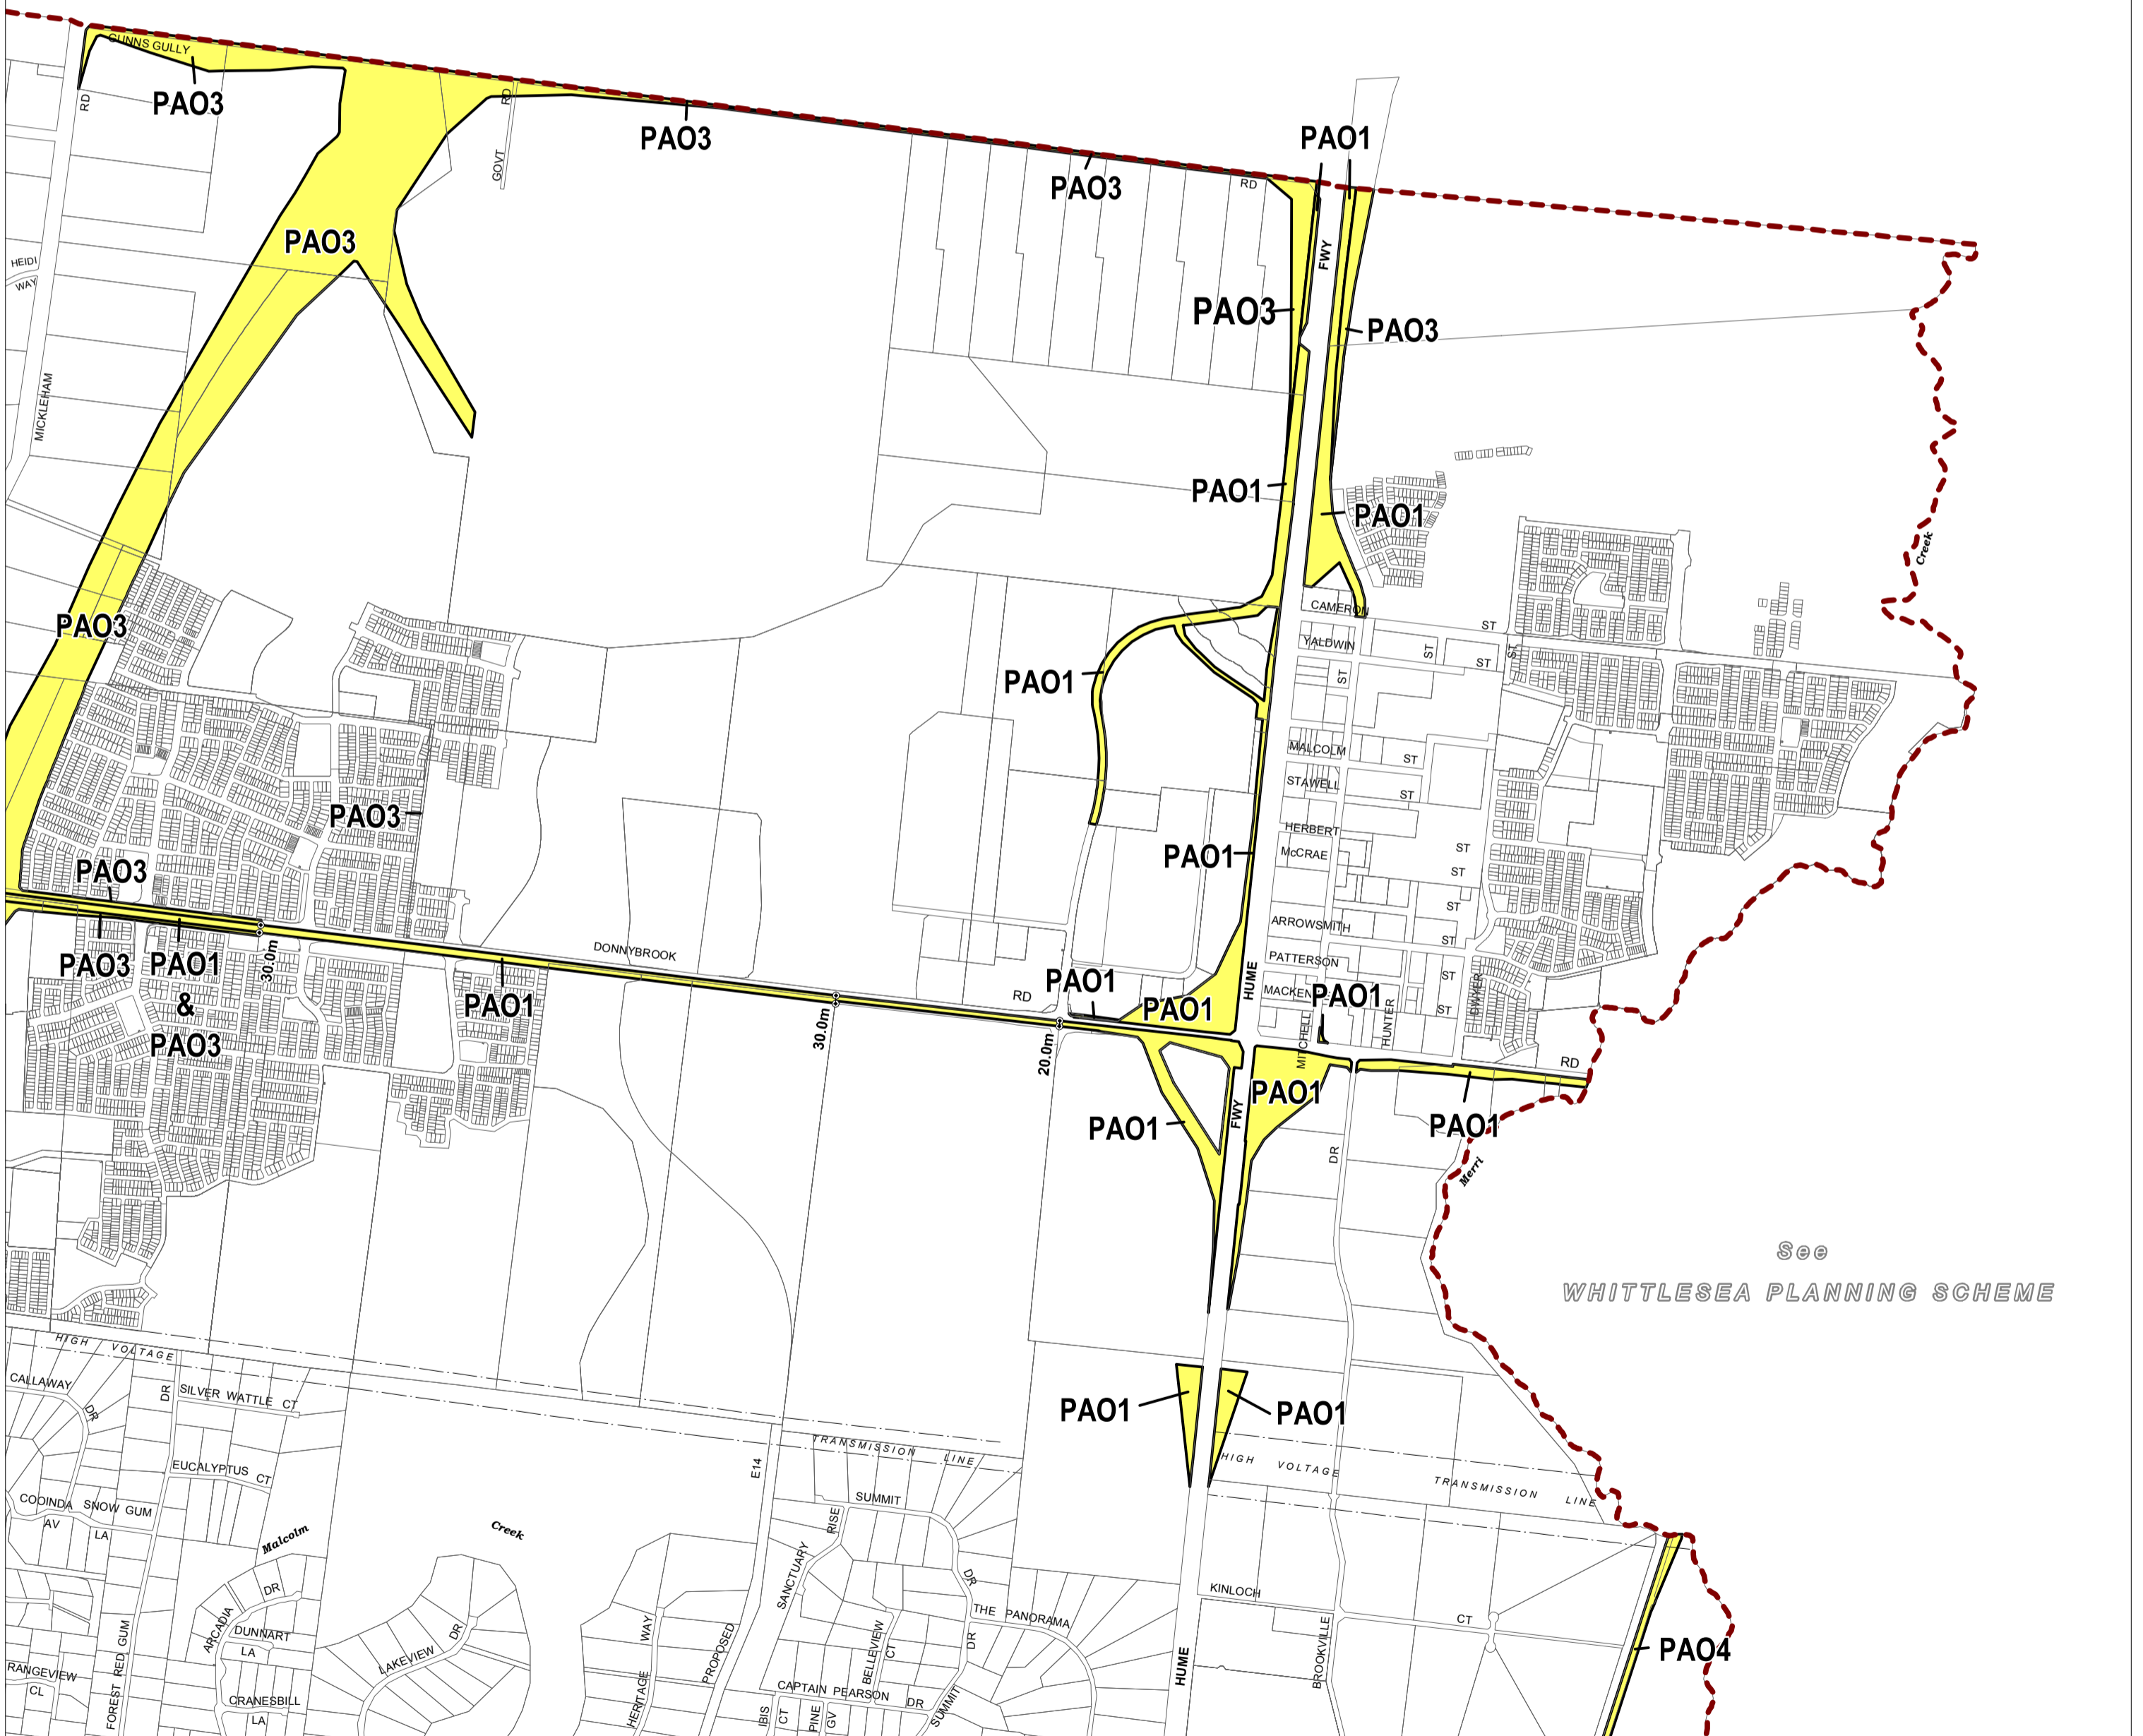 GUNNS GULLY
RD
PAO3
RD
GOVT
PAO3
PAO3
RD
PAO1
FWY
HEIDI
WAY
PAO3
PAO3
PAO3
MICKLEHAM
PAO1
PAO1
Creek
PAO3
CAMERON
ST
YALDWIN
ST
ST
ST
ST
PAO1
MALCOLM
ST
STAWELL
ST
PAO3
HERBERT
ST
McCRAE
ST
PAO1
PAO3
ST
ARROWSMITH
ST
PATTERSON
ST
DONNYBROOK
PAO3
PAO1
&
PAO3
30.0m
PAO1
RD
PAO1
PAO1
HUME
MACKEN
PAO1
ST
DWYER
HUNTER
MITCHELL
30.0m
20.0m
RD
PAO1
PAO1
FWY
PAO1
DR
Merri
See
WHITTLESEA PLANNING SCHEME
HIGH VOLTAGE
CALLAWAY
DR
DR
SILVER WATTLE CT
PAO1
PAO1
TRANSMISSION LINE
HIGH VOLTAGE
TRANSMISSION LINE
EUCALYPTUS CT
E14
COOINDA
AV
SNOW GUM
LA
Malcolm
Creek
SUMMIT
RISE
SANCTUARY
DR
DR
ARCADIA
DUNNART
LA
THE PANORAMA
DR
KINLOCH
CT
FOREST RED GUM
LAKEVIEW
DR
HERITAGE WAY
PROPOSED
BELLEVIEW
CT
HUME
BROOKVILLE
PAO4
RANGEVIEW
CL
CRANESBILL
LA
CAPTAIN PEARSON DR
IBIS
CT
PINE
GV
SUMMIT